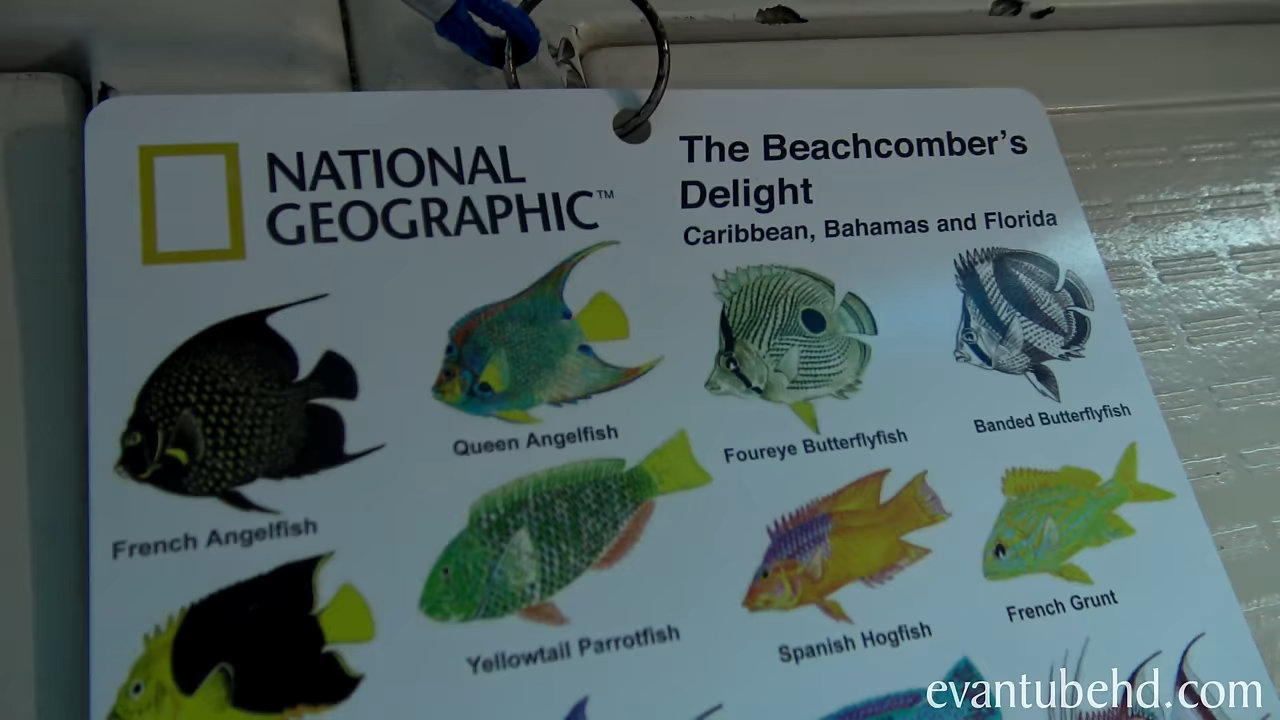 NATIONAL
GEOGRAPHIC™
The Beachcomber's
Delight
Caribbean, Bahamas and Florida
French Angelfish
Queen Angelfish
Foureye Butterflyfish
Banded Butterflyfish
Yellowtail Parrotfish
Spanish Hogfish
French Grunt
evantubehd.com